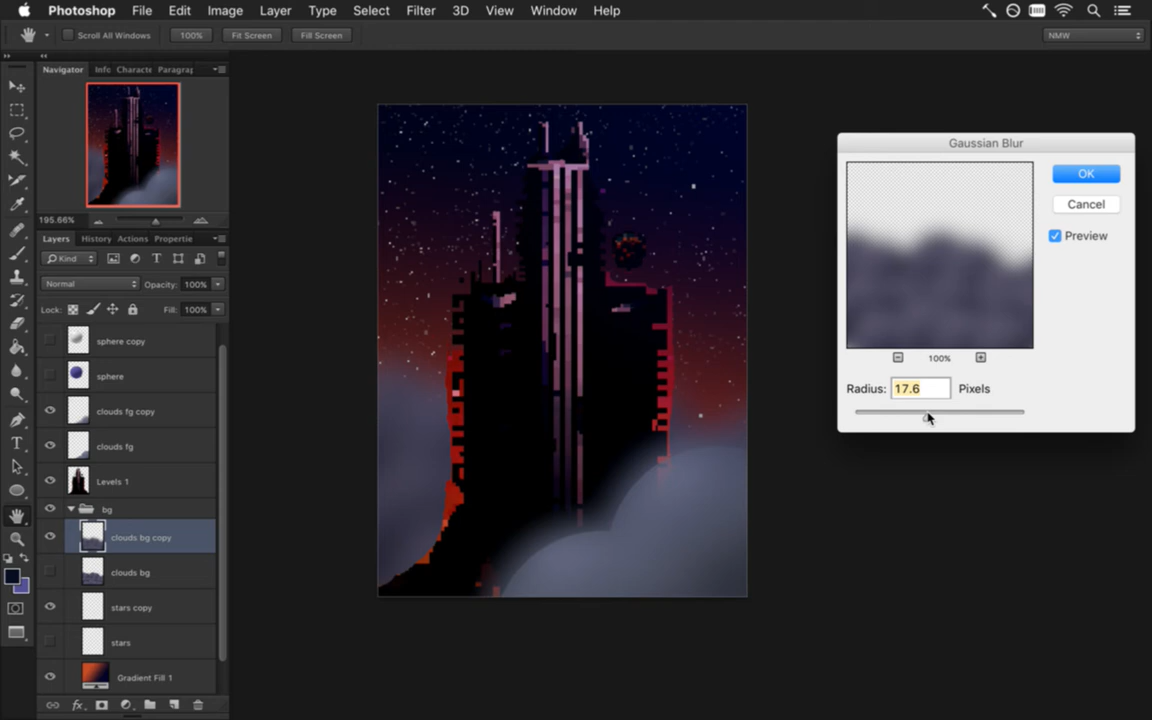 Photoshop File Edit Image Layer Type Select Filter 3D View Window Help
Scroll All Windows 100% Fit Screen Fill Screen NMW
Navigator Info Characte Paragrap
195.66%
Layers History Actions Propertie
Kind
Normal Opacity: 100%
Lock: Fill: 100%
sphere copy
sphere
clouds fg copy
clouds fg
Levels 1
bg
clouds bg copy
clouds bg
stars copy
stars
Gradient Fill 1
fx
Gaussian Blur
OK
Cancel
Preview
100%
Radius: 17.6 Pixels